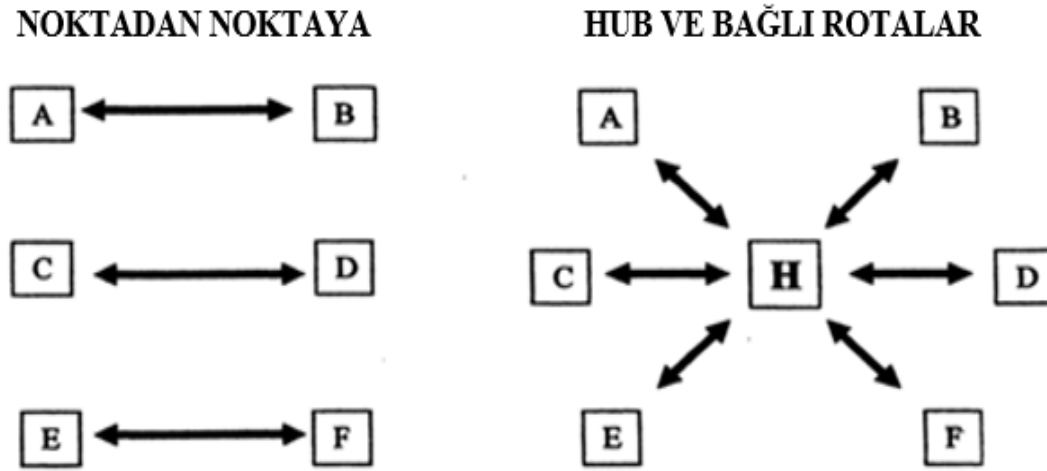 NOKTADAN NOKTAYA
HUB VE BAĞLI ROTALAR
A B
C D
E F
A B
C H D
E F